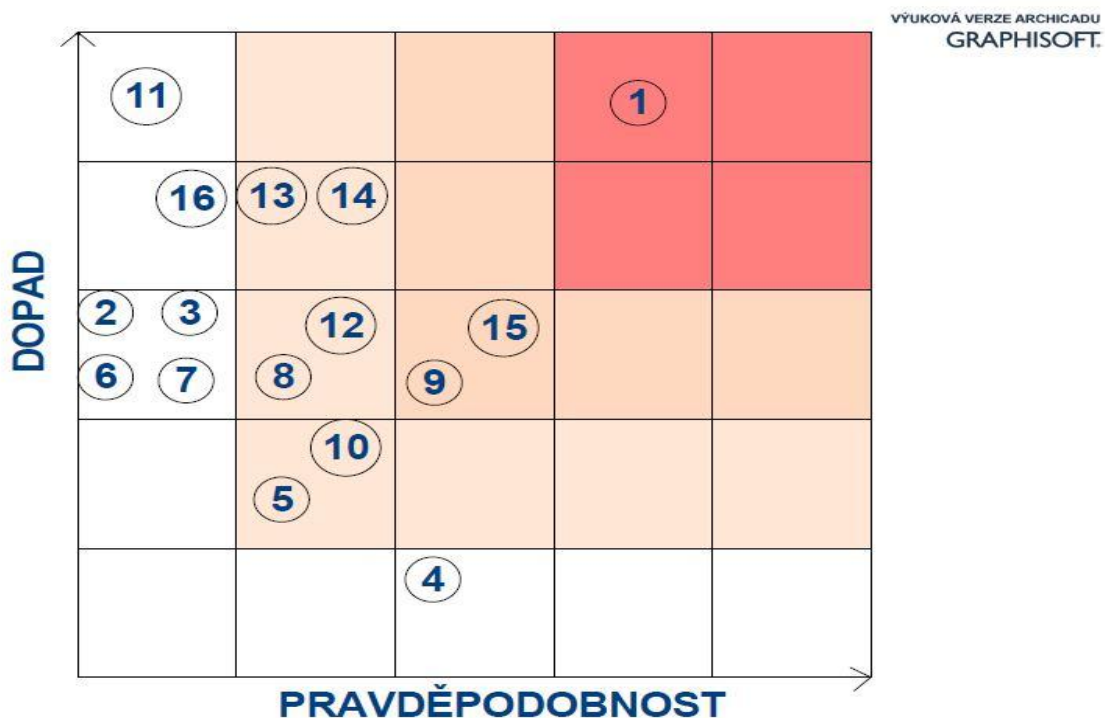 VÝUKOVÁ VERZE ARCHICADU
GRAPHISOFT.
11
1
16 13 14
2 3 12 15
6 7 8 9
10
5
4
DOPAD
PRAVDĚPODOBNOST